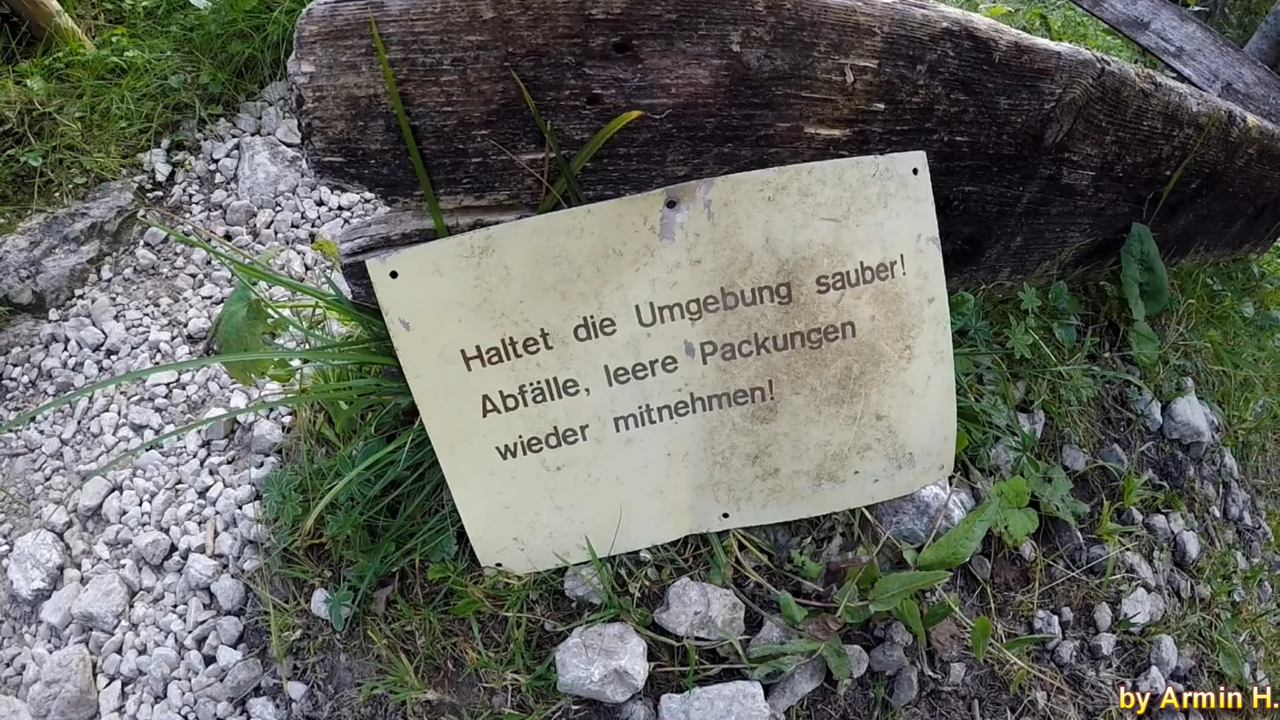 Haltet die Umgebung sauber!
Abfälle, leere Packungen
wieder mitnehmen!
by Armin H.